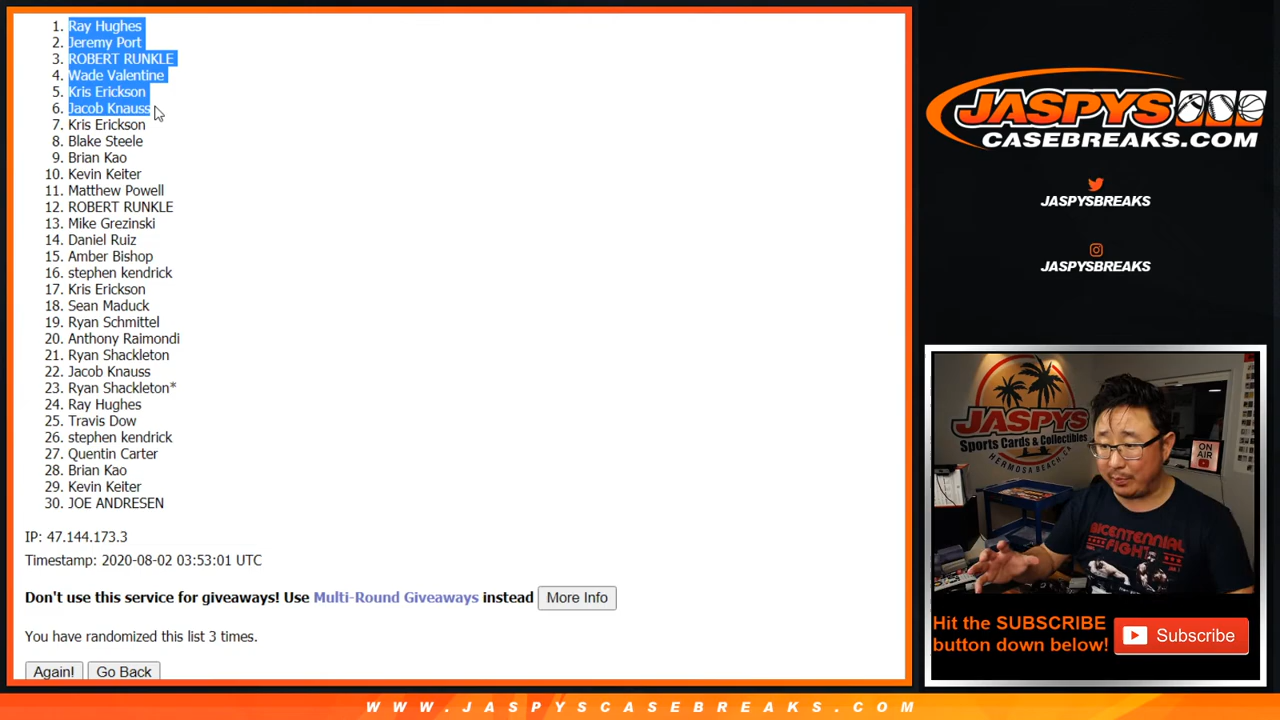 1. Ray Hughes
2. Jeremy Port
3. ROBERT RUNKLE
4. Wade Valentine
5. Kris Erickson
6. Jacob Knauss
7. Kris Erickson
8. Blake Steele
9. Brian Kao
10. Kevin Keiter
11. Matthew Powell
12. ROBERT RUNKLE
13. Mike Grezinski
14. Daniel Ruiz
15. Amber Bishop
16. stephen kendrick
17. Kris Erickson
18. Sean Maduck
19. Ryan Schmittel
20. Anthony Raimondi
21. Ryan Shackleton
22. Jacob Knauss
23. Ryan Shackleton*
24. Ray Hughes
25. Travis Dow
26. stephen kendrick
27. Quentin Carter
28. Brian Kao
29. Kevin Keiter
30. JOE ANDRESEN
IP: 47.144.173.3
Timestamp: 2020-08-02 03:53:01 UTC
Don't use this service for giveaways! Use Multi-Round Giveaways instead More Info
You have randomized this list 3 times.
Again! Go Back
JASPYS
CASEBREAKS.COM
JASPYSBREAKS
JASPYSBREAKS
JASPYS
Sports Cards & Collectibles
HERMOSA BEACH, CA
ON
AIR
BICENTENNIAL
FIGHT
Hit the SUBSCRIBE
button down below!
Subscribe
WWW.JASPYSCASEBREAKS.COM